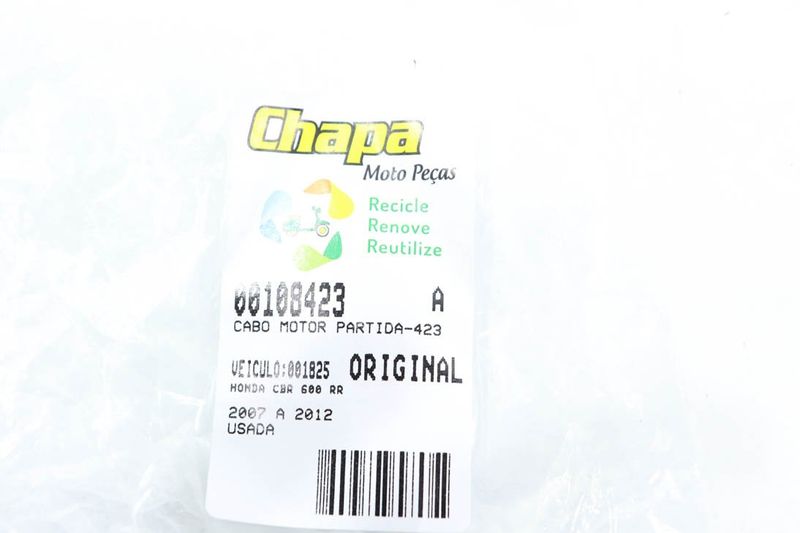 Chapa
Moto Peças
Recicle
Renove
Reutilize
00108423 A
CABO MOTOR PARTIDA-423
VEICULO:001825 ORIGINAL
HONDA CBR 600 RR
2007 A 2012
USADA